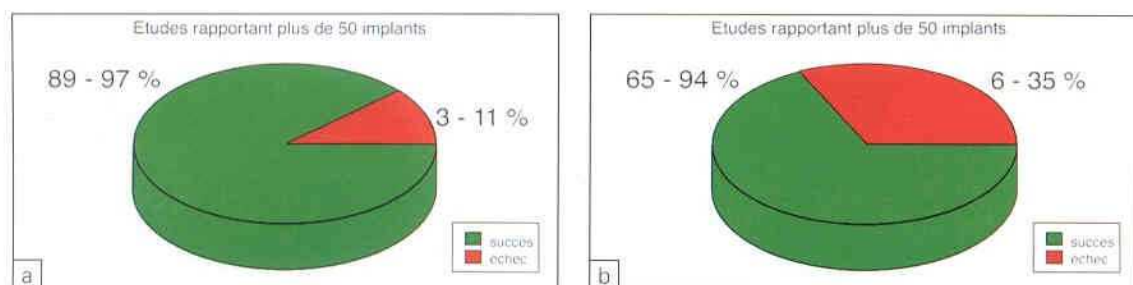 Etudes rapportant plus de 50 implants
89 - 97 %
3 - 11 %
succes
echec
a
Etudes rapportant plus de 50 implants
65 - 94 %
6 - 35 %
succes
echec
b